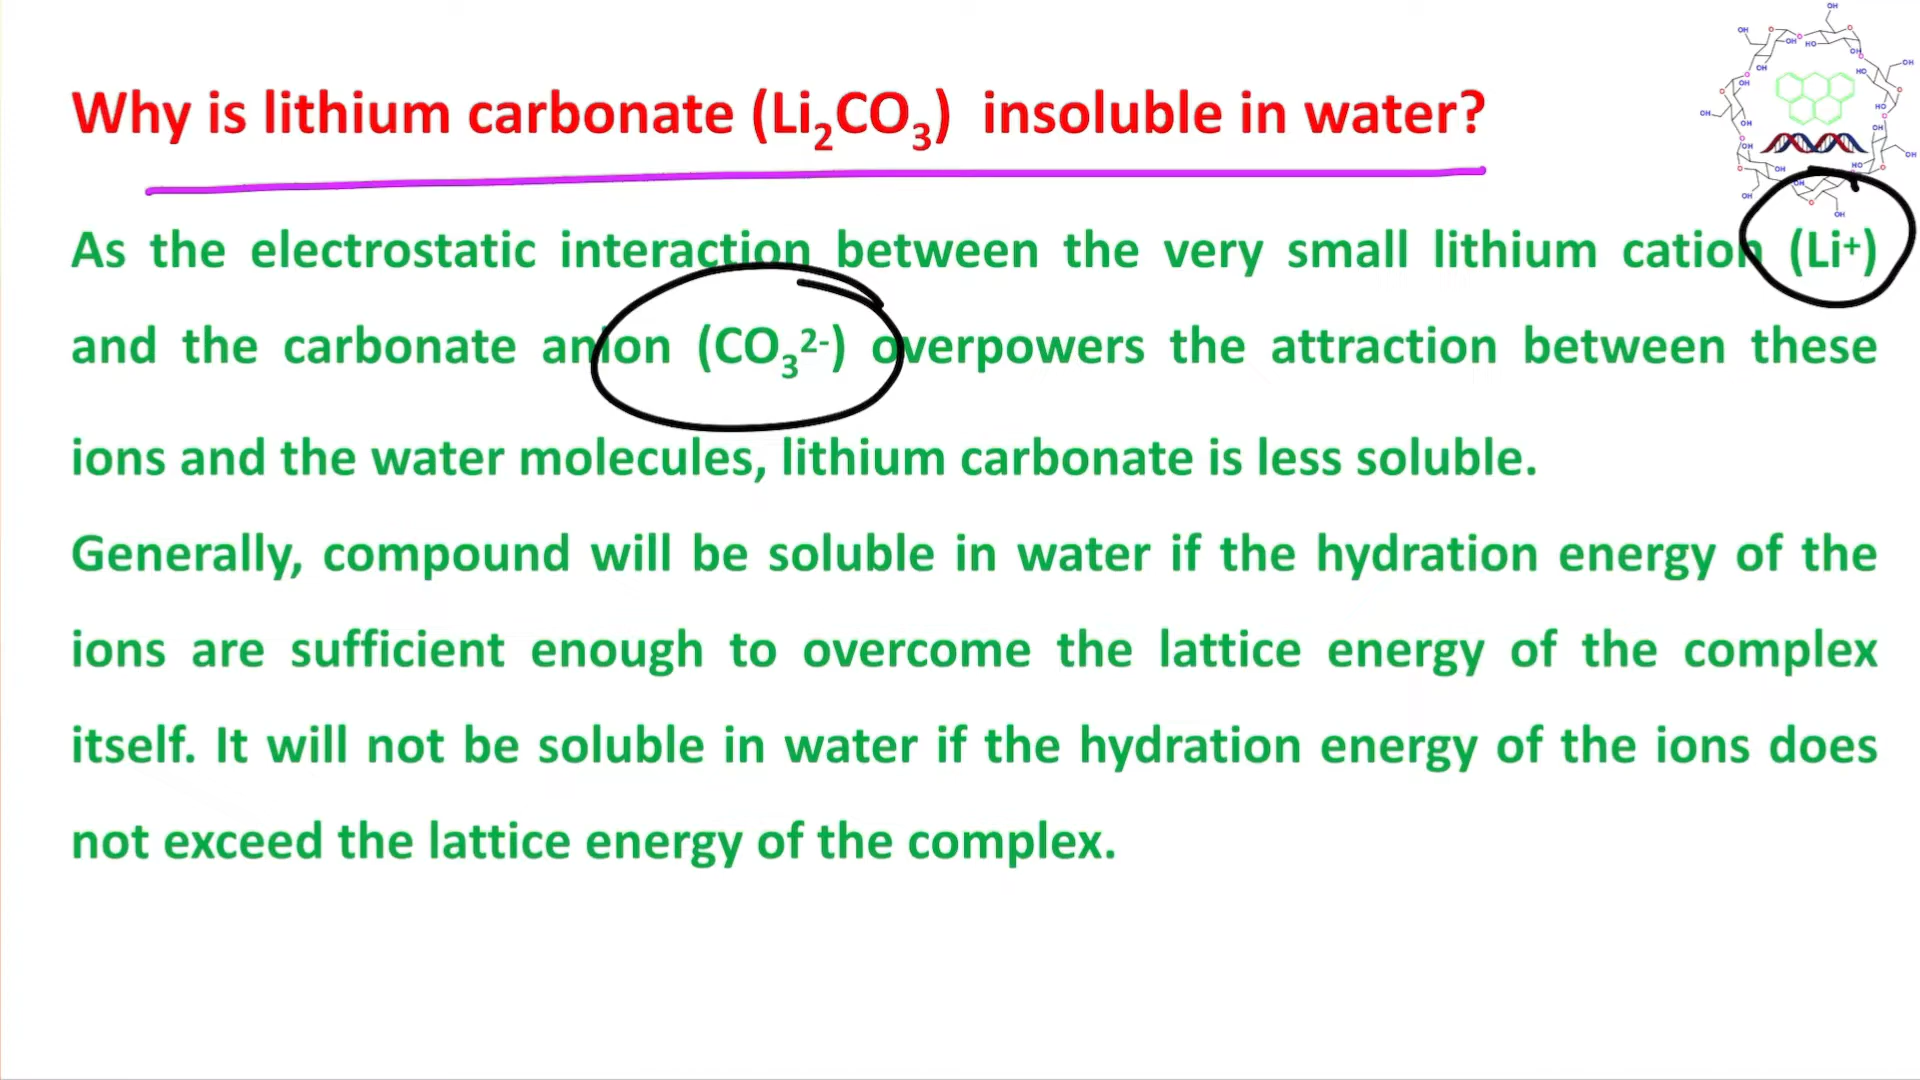 Why is lithium carbonate (Li₂CO₃) insoluble in water?
As the electrostatic interaction between the very small lithium cation (Li⁺)
and the carbonate anion (CO₃²⁻) overpowers the attraction between these
ions and the water molecules, lithium carbonate is less soluble.
Generally, compound will be soluble in water if the hydration energy of the
ions are sufficient enough to overcome the lattice energy of the complex
itself. It will not be soluble in water if the hydration energy of the ions does
not exceed the lattice energy of the complex.